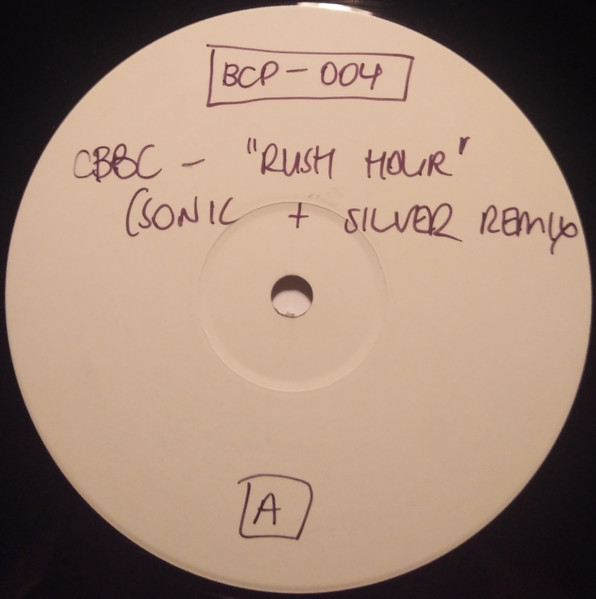 BCP - 004
CBBC - "RUSH HOUR"
(SONIC + SILVER REMIX)
A